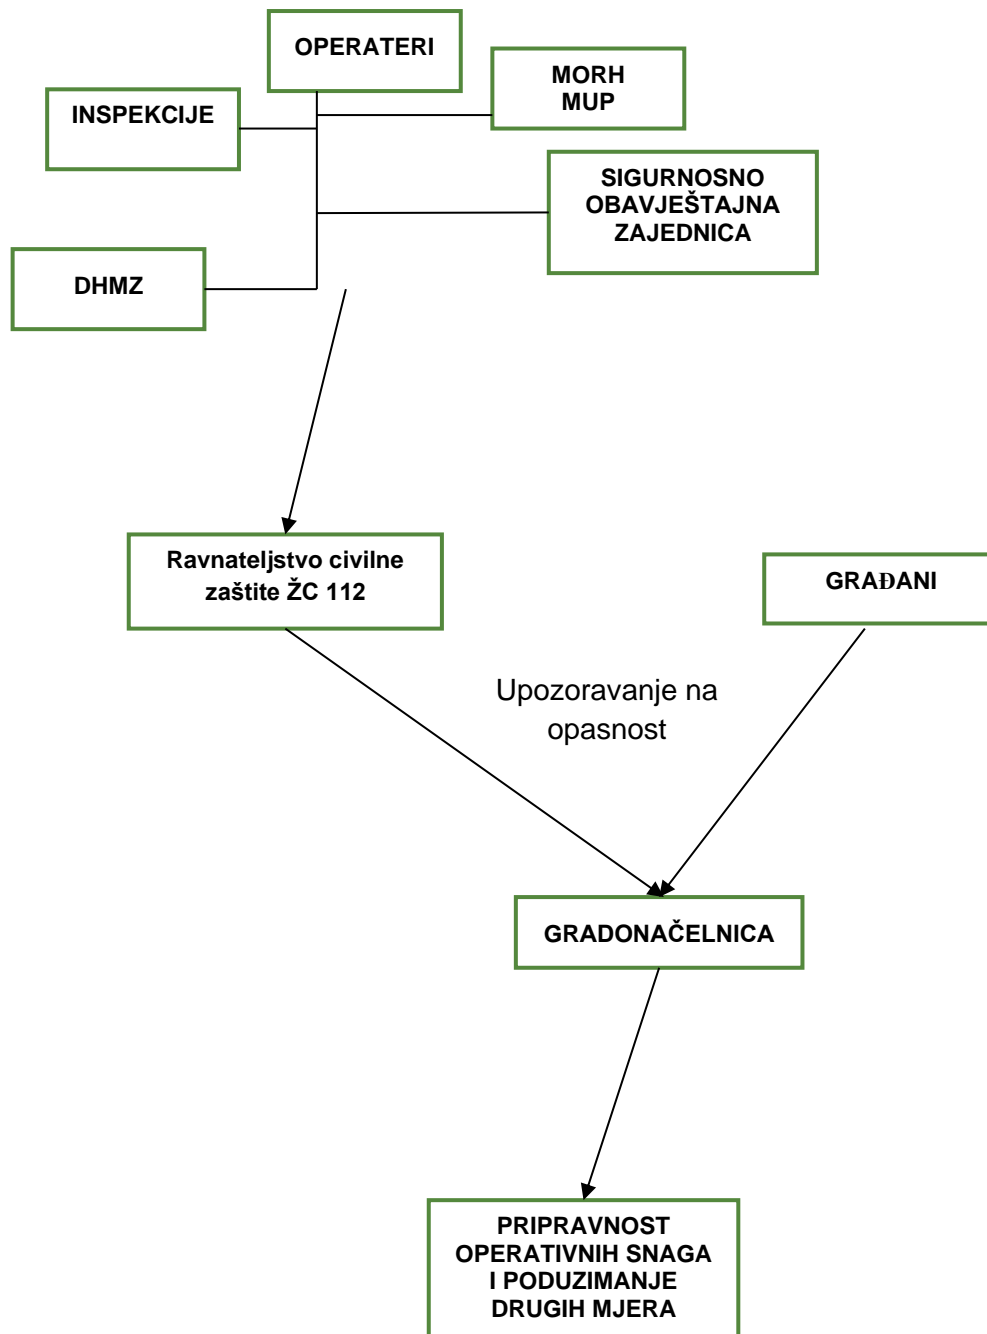 OPERATERI
MORH
MUP
INSPEKCIJE
SIGURNOSNO
OBAVJEŠTAJNA
ZAJEDNICA
DHMZ
Ravnateljstvo civilne
zaštite ŽC 112
GRAĐANI
Upozoravanje na
opasnost
GRADONAČELNICA
PRIPRAVNOST
OPERATIVNIH SNAGA
I PODUZIMANJE
DRUGIH MJERA